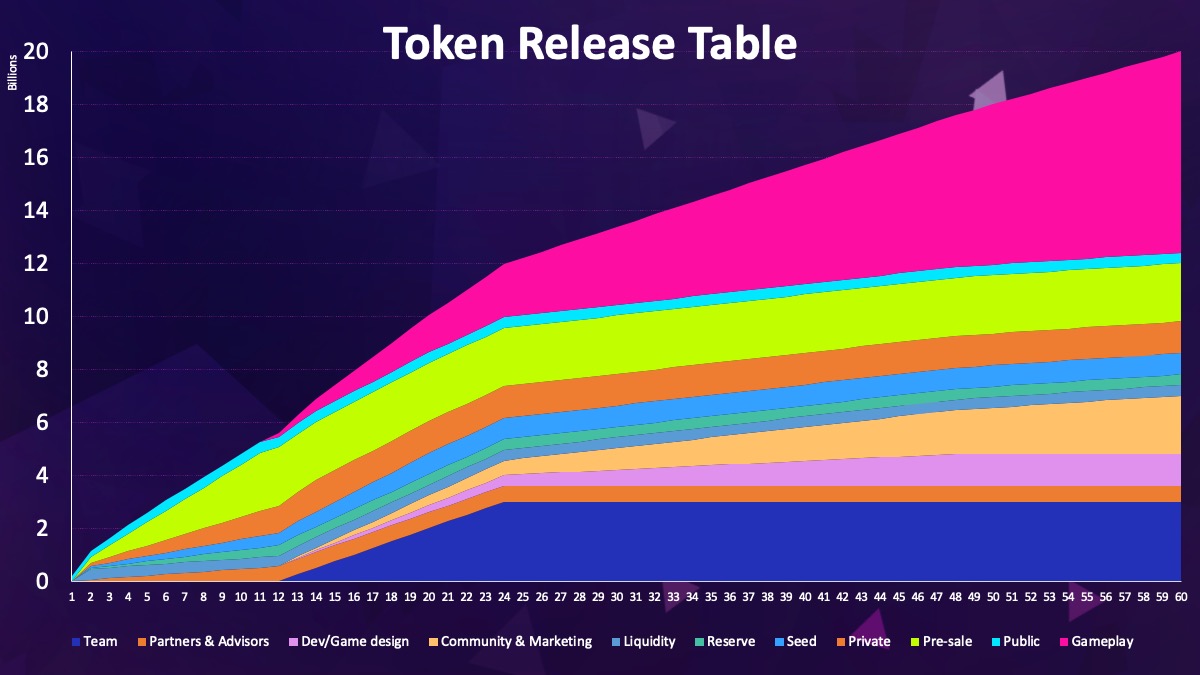 Token Release Table
Billions
20
18
16
14
12
10
8
6
4
2
0
1 2 3 4 5 6 7 8 9 10 11 12 13 14 15 16 17 18 19 20 21 22 23 24 25 26 27 28 29 30 31 32 33 34 35 36 37 38 39 40 41 42 43 44 45 46 47 48 49 50 51 52 53 54 55 56 57 58 59 60
Team Partners & Advisors Dev/Game design Community & Marketing Liquidity Reserve Seed Private Pre-sale Public Gameplay